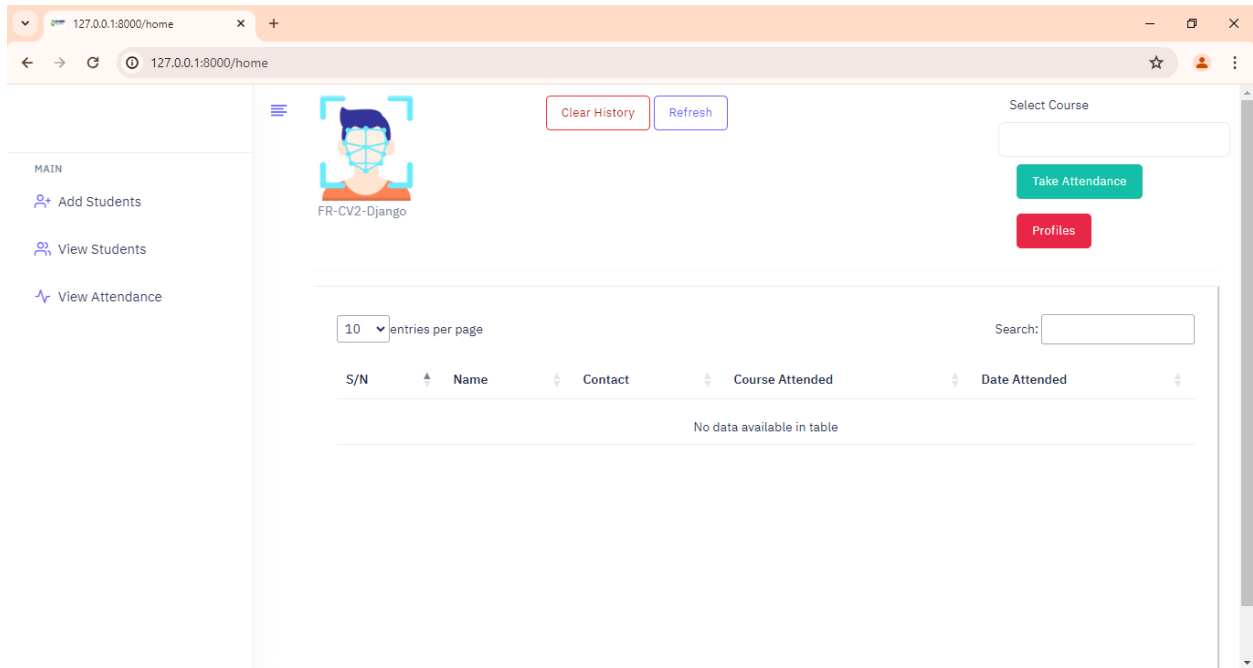 127.0.0.1:8000/home
127.0.0.1:8000/home
Clear History Refresh
Select Course
MAIN
Take Attendance
Add Students
FR-CV2-Django
Profiles
View Students
View Attendance
10 entries per page
Search:
S/N Name Contact Course Attended Date Attended
No data available in table